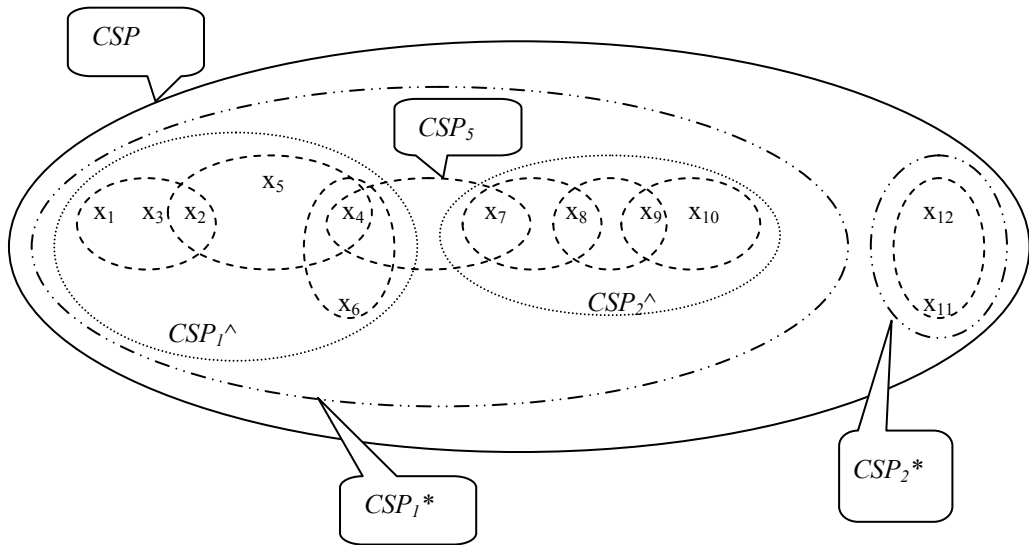 CSP
CSP₅
x₅
x₁ x₃ x₂ x₄ x₇ x₈ x₉ x₁₀ x₁₂
x₆ CSP₂^ x₁₁
CSP₁^
CSP₂*
CSP₁*